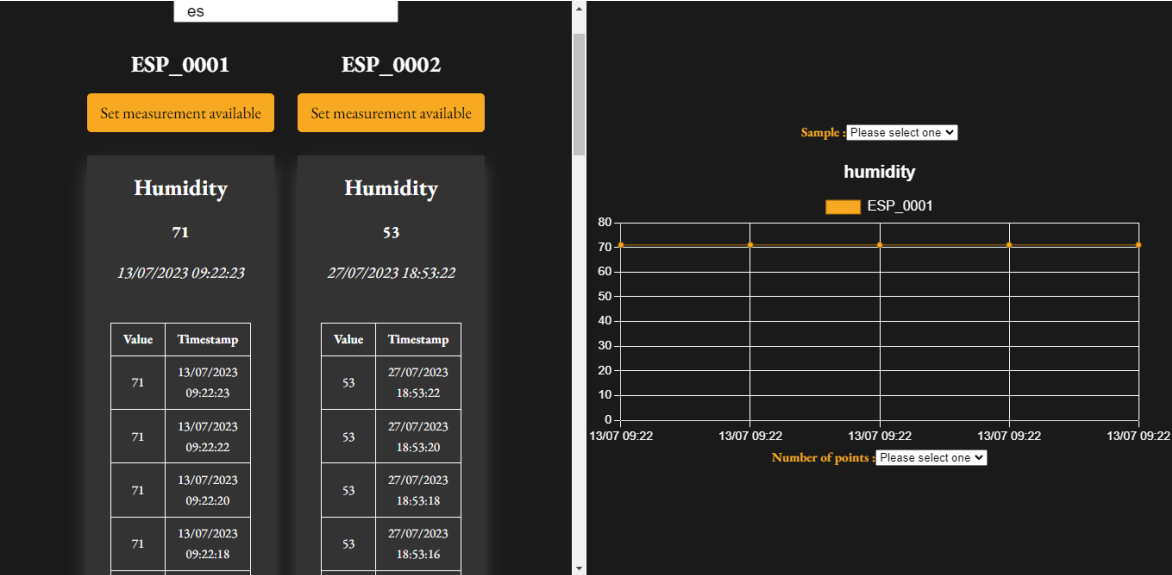 es
ESP_0001 ESP_0002
Set measurement available Set measurement available
Humidity Humidity
71 53
13/07/2023 09:22:23 27/07/2023 18:53:22
Value Timestamp Value Timestamp
71 13/07/2023 09:22:23 53 27/07/2023 18:53:22
71 13/07/2023 09:22:22 53 27/07/2023 18:53:20
71 13/07/2023 09:22:20 53 27/07/2023 18:53:18
71 13/07/2023 09:22:18 53 27/07/2023 18:53:16
Sample : Please select one
humidity
ESP_0001
80
70
60
50
40
30
20
10
0
13/07 09:22 13/07 09:22 13/07 09:22 13/07 09:22 13/07 09:22
Number of points : Please select one